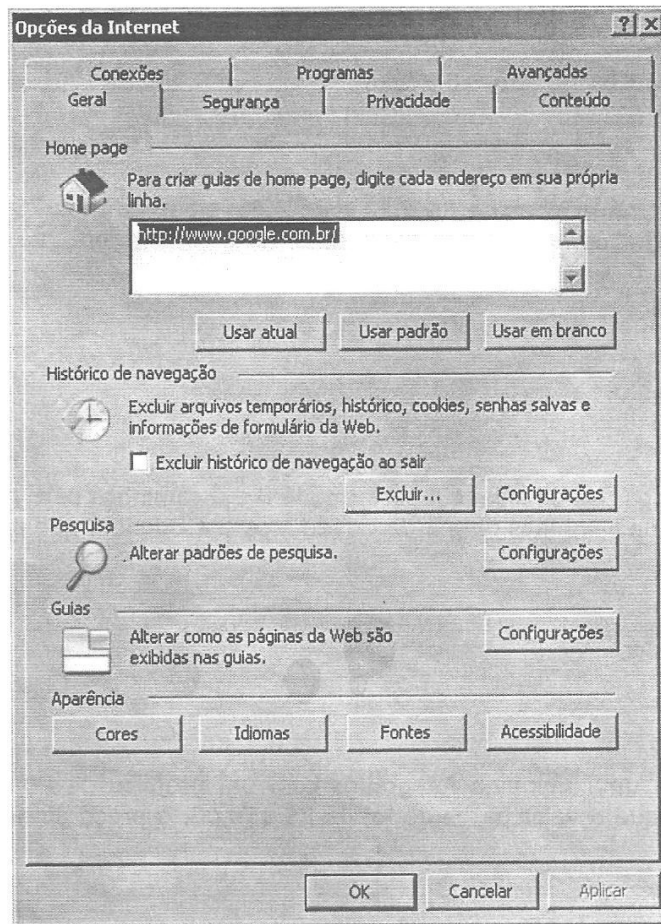 Opções da Internet
Conexões Programas Avançadas
Geral Segurança Privacidade Conteúdo
Home page
Para criar guias de home page, digite cada endereço em sua própria
linha.
http://www.google.com.br/
Usar atual Usar padrão Usar em branco
Histórico de navegação
Excluir arquivos temporários, histórico, cookies, senhas salvas e
informações de formulário da Web.
Excluir histórico de navegação ao sair
Excluir... Configurações
Pesquisa
Alterar padrões de pesquisa. Configurações
Guias
Alterar como as páginas da Web são Configurações
exibidas nas guias.
Aparência
Cores Idiomas Fontes Acessibilidade
OK Cancelar Aplicar